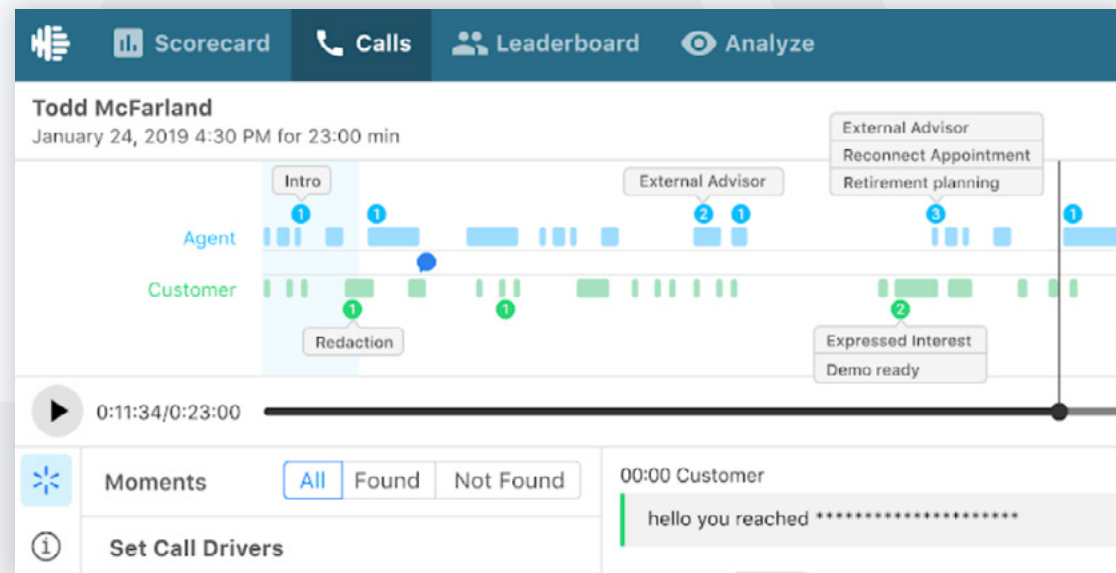 Scorecard Calls Leaderboard Analyze
Todd McFarland
January 24, 2019 4:30 PM for 23:00 min
External Advisor
Reconnect Appointment
Retirement planning
Intro
External Advisor
1 1 2 1 3 1
Agent
Customer
1 1 2
Redaction
Expressed Interest
Demo ready
0:11:34/0:23:00
Moments All Found Not Found
00:00 Customer
hello you reached *********************
Set Call Drivers